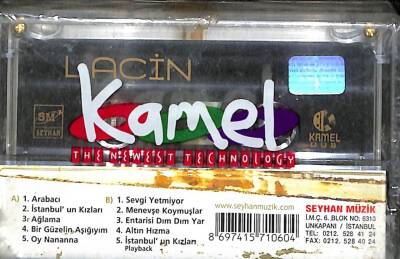 LAÇİN
SM
SEYHAN
Kamel
THE NEWEST TECHNOLOGY
KAMEL
DUB
A) 1. Arabacı
2. İstanbul' un Kızları
3. Ağlama
4. Bir Güzelin Aşığıyım
5. Oy Nananna
B) 1. Sevgi Yetmiyor
2. Menevşe Koymuşlar
3. Entarisi Dım Dım Yar
4. Altın Hızma
5. İstanbul' un Kızları
Playback
www.seyhanmuzik.com
8 697415 710604
SEYHAN MÜZİK
İ.M.Ç. 6. BLOK NO: 6313
UNKAPANI / İSTANBUL
TEL: 0212. 528 41 24
FAX: 0212. 528 40 24